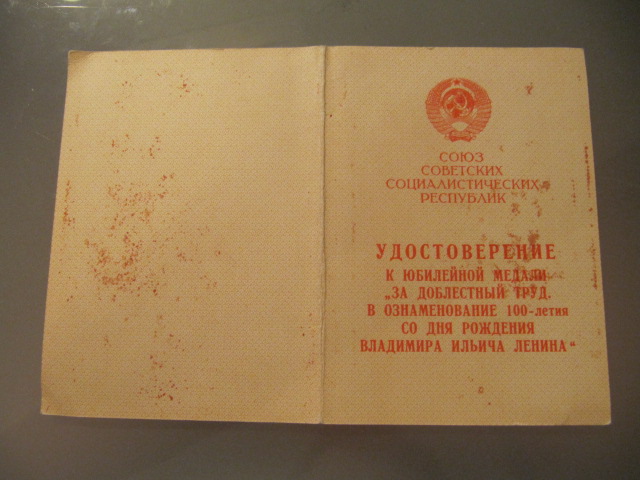 СОЮЗ
СОВЕТСКИХ
СОЦИАЛИСТИЧЕСКИХ
РЕСПУБЛИК
УДОСТОВЕРЕНИЕ
К ЮБИЛЕЙНОЙ МЕДАЛИ
„ЗА ДОБЛЕСТНЫЙ ТРУД.
В ОЗНАМЕНОВАНИЕ 100-летия
СО ДНЯ РОЖДЕНИЯ
ВЛАДИМИРА ИЛЬИЧА ЛЕНИНА“